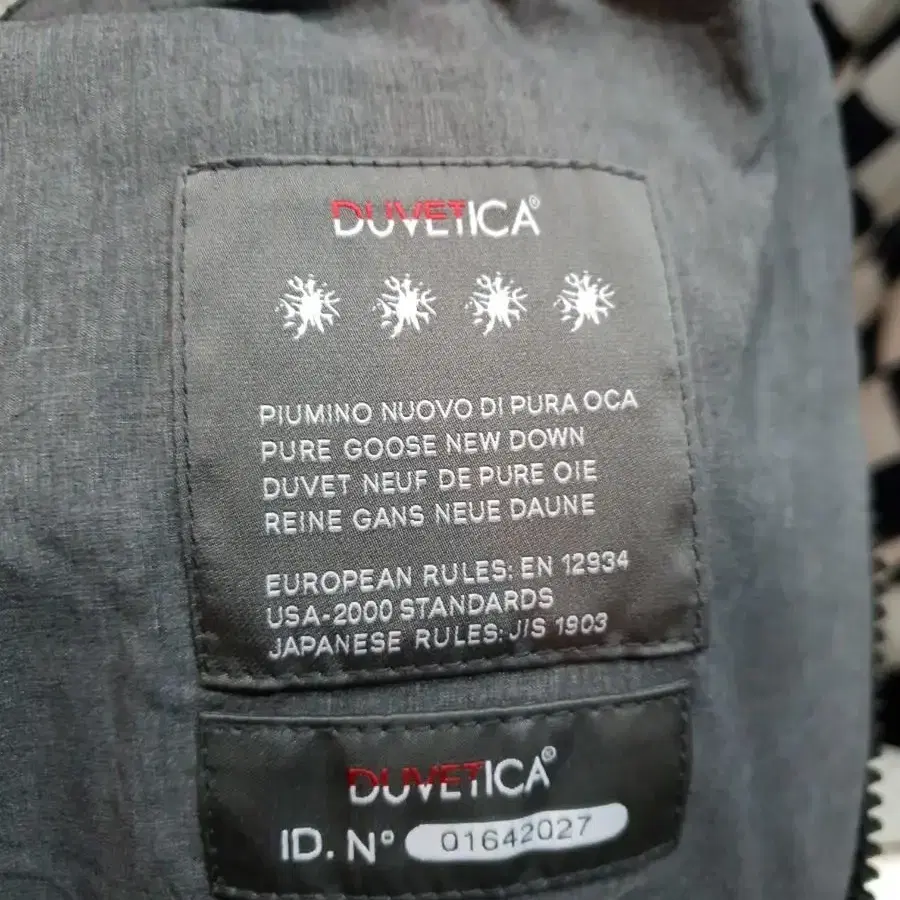 DUVETICA®
PIUMINO NUOVO DI PURA OCA
PURE GOOSE NEW DOWN
DUVET NEUF DE PURE OIE
REINE GANS NEUE DAUNE
EUROPEAN RULES: EN 12934
USA-2000 STANDARDS
JAPANESE RULES: JIS 1903
DUVETICA®
ID. N° 01642027